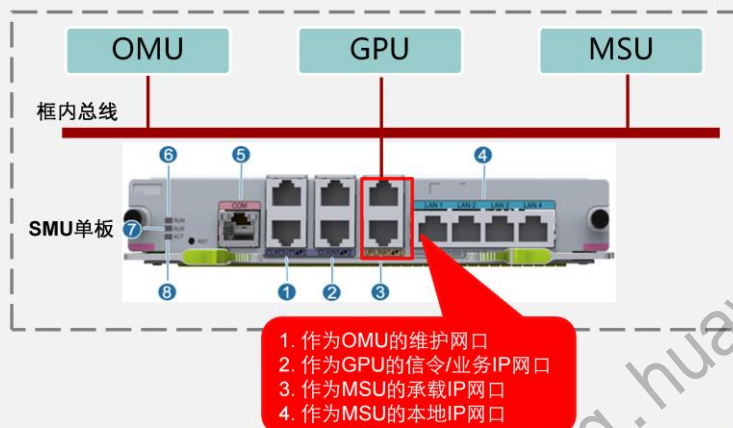 OMU
GPU
MSU
框内总线
⑥
⑤
④
COM
LAN 1 LAN 2 LAN 3 LAN 4
RUN
SMU单板
⑦
ALM
ACT
RST
⑧
①
②
③
1. 作为OMU的维护网口
2. 作为GPU的信令/业务IP网口
3. 作为MSU的承载IP网口
4. 作为MSU的本地IP网口